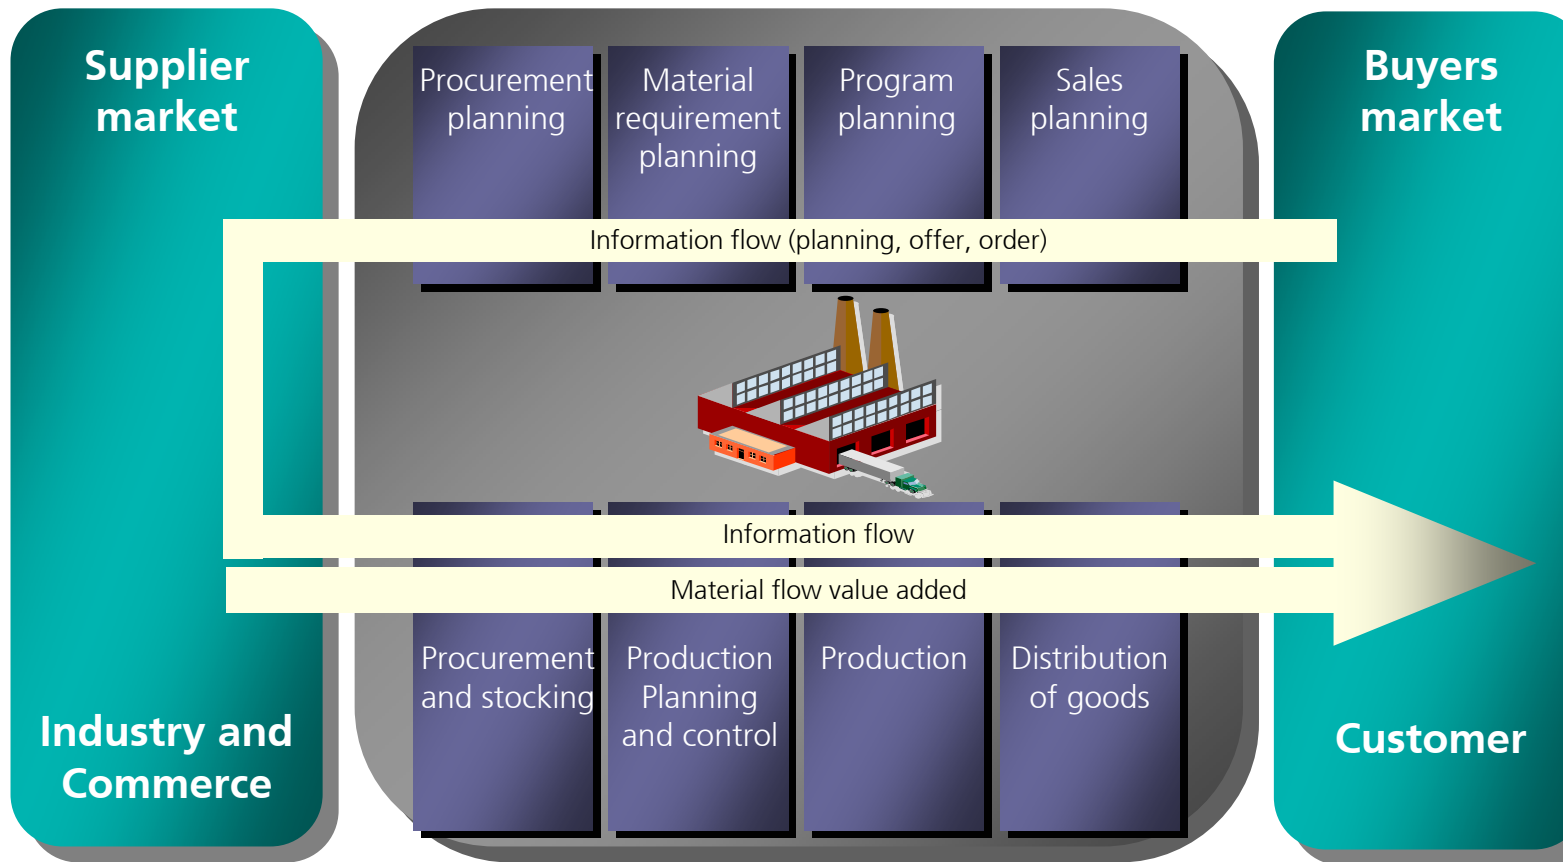 Supplier
market
Procurement
planning
Material
requirement
planning
Program
planning
Sales
planning
Buyers
market
Information flow (planning, offer, order)
Information flow
Material flow value added
Procurement
and stocking
Production
Planning
and control
Production
Distribution
of goods
Industry and
Commerce
Customer